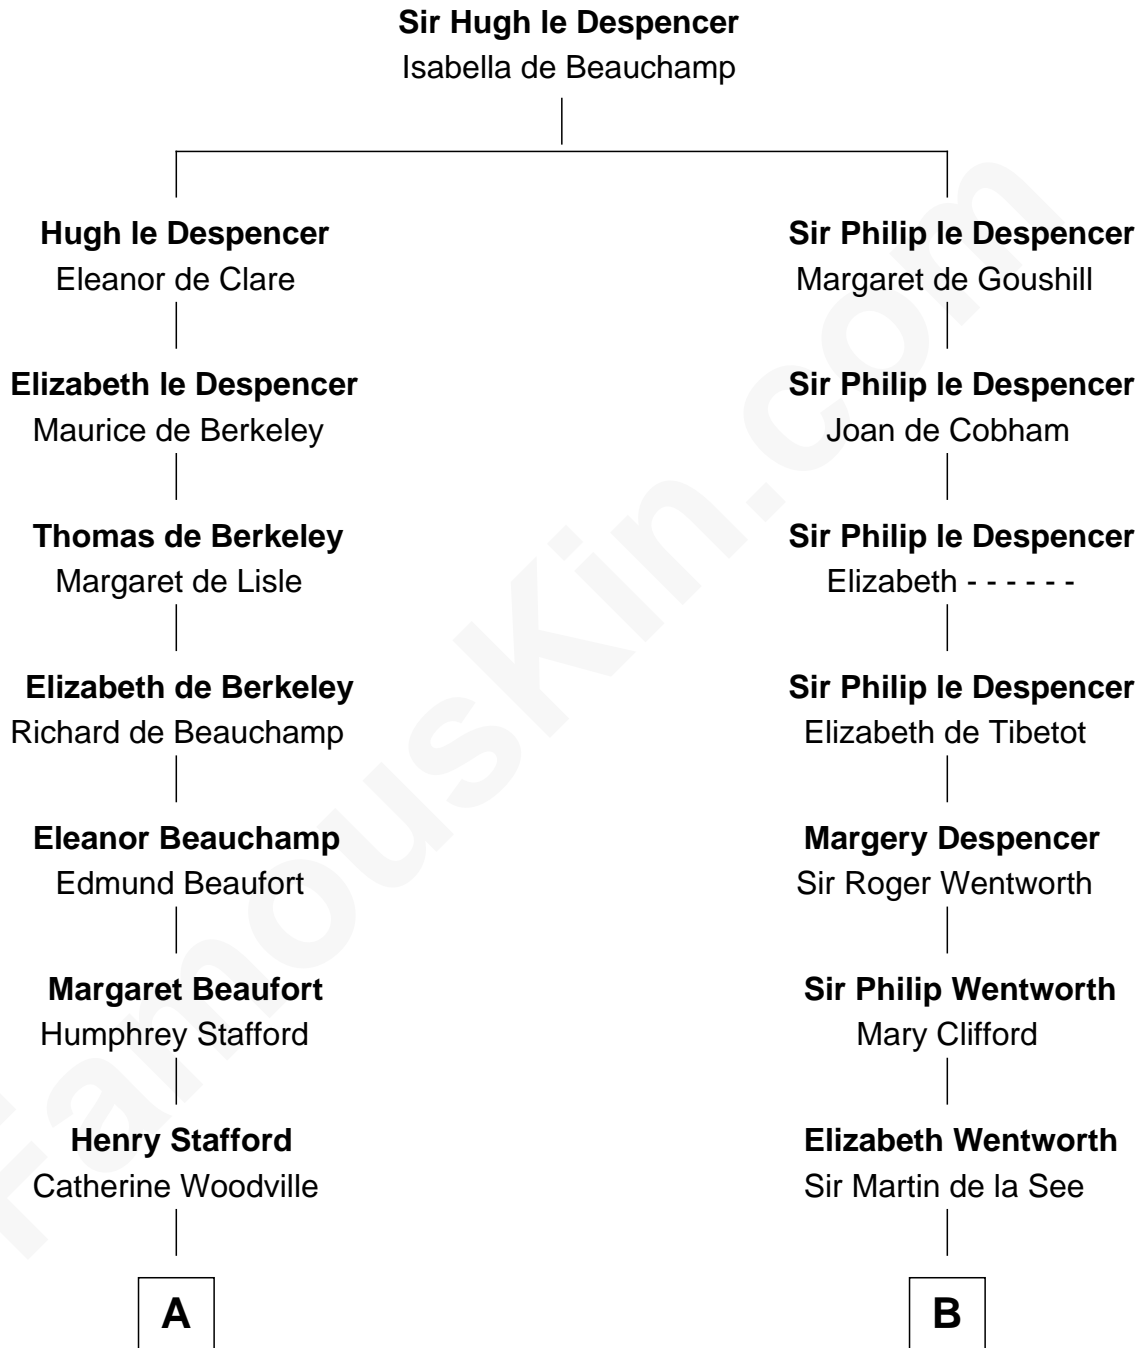 Sir Hugh le Despencer
Isabella de Beauchamp
Hugh le Despencer
Eleanor de Clare
Sir Philip le Despencer
Margaret de Goushill
Elizabeth le Despencer
Maurice de Berkeley
Sir Philip le Despencer
Joan de Cobham
Thomas de Berkeley
Margaret de Lisle
Sir Philip le Despencer
Elizabeth - - - - - -
Elizabeth de Berkeley
Richard de Beauchamp
Sir Philip le Despencer
Elizabeth de Tibetot
Eleanor Beauchamp
Edmund Beaufort
Margery Despencer
Sir Roger Wentworth
Margaret Beaufort
Humphrey Stafford
Sir Philip Wentworth
Mary Clifford
Henry Stafford
Catherine Woodville
Elizabeth Wentworth
Sir Martin de la See
A
B
FamousKin.com